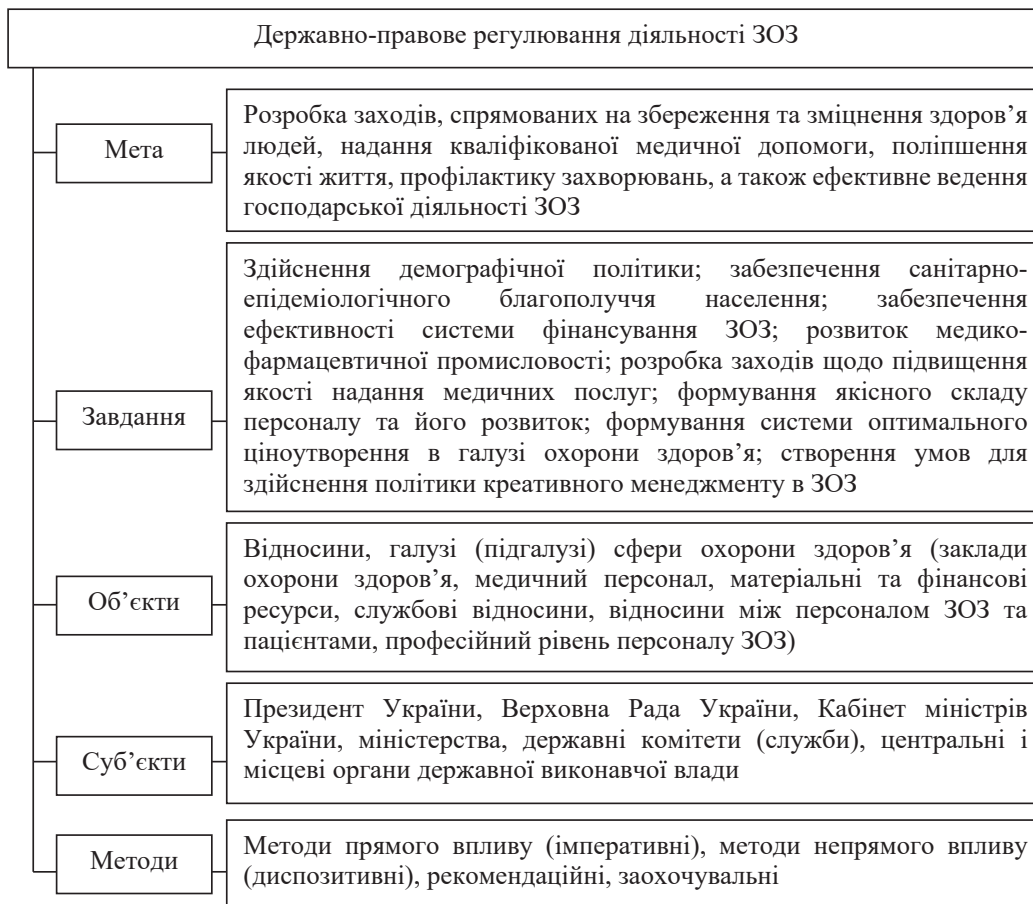 Державно-правове регулювання діяльності ЗОЗ
Мета
Розробка заходів, спрямованих на збереження та зміцнення здоров’я
людей, надання кваліфікованої медичної допомоги, поліпшення
якості життя, профілактику захворювань, а також ефективне ведення
господарської діяльності ЗОЗ
Завдання
Здійснення демографічної політики; забезпечення санітарно-
епідеміологічного благополуччя населення; забезпечення
ефективності системи фінансування ЗОЗ; розвиток медико-
фармацевтичної промисловості; розробка заходів щодо підвищення
якості надання медичних послуг; формування якісного складу
персоналу та його розвиток; формування системи оптимального
ціноутворення в галузі охорони здоров’я; створення умов для
здійснення політики креативного менеджменту в ЗОЗ
Об’єкти
Відносини, галузі (підгалузі) сфери охорони здоров’я (заклади
охорони здоров’я, медичний персонал, матеріальні та фінансові
ресурси, службові відносини, відносини між персоналом ЗОЗ та
пацієнтами, професійний рівень персоналу ЗОЗ)
Суб’єкти
Президент України, Верховна Рада України, Кабінет міністрів
України, міністерства, державні комітети (служби), центральні і
місцеві органи державної виконавчої влади
Методи
Методи прямого впливу (імперативні), методи непрямого впливу
(диспозитивні), рекомендаційні, заохочувальні